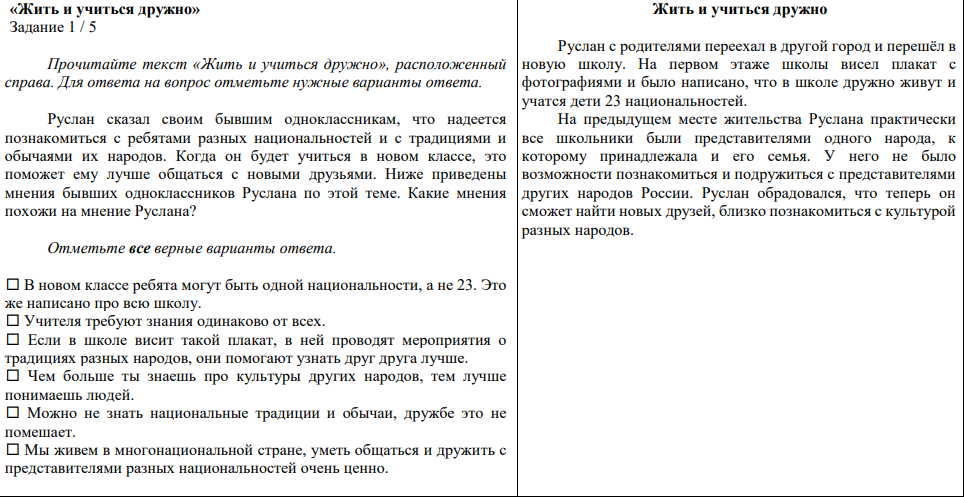 «Жить и учиться дружно»
Задание 1 / 5
Прочитайте текст «Жить и учиться дружно», расположенный
справа. Для ответа на вопрос отметьте нужные варианты ответа.
Руслан сказал своим бывшим одноклассникам, что надеется
познакомиться с ребятами разных национальностей и с традициями и
обычаями их народов. Когда он будет учиться в новом классе, это
поможет ему лучше общаться с новыми друзьями. Ниже приведены
мнения бывших одноклассников Руслана по этой теме. Какие мнения
похожи на мнение Руслана?
Отметьте все верные варианты ответа.
☐ В новом классе ребята могут быть одной национальности, а не 23. Это
же написано про всю школу.
☐ Учителя требуют знания одинаково от всех.
☐ Если в школе висит такой плакат, в ней проводят мероприятия о
традициях разных народов, они помогают узнать друг друга лучше.
☐ Чем больше ты знаешь про культуры других народов, тем лучше
понимаешь людей.
☐ Можно не знать национальные традиции и обычаи, дружбе это не
помешает.
☐ Мы живем в многонациональной стране, уметь общаться и дружить с
представителями разных национальностей очень ценно.
Жить и учиться дружно
Руслан с родителями переехал в другой город и перешёл в
новую школу. На первом этаже школы висел плакат с
фотографиями и было написано, что в школе дружно живут и
учатся дети 23 национальностей.
На предыдущем месте жительства Руслана практически
все школьники были представителями одного народа, к
которому принадлежала и его семья. У него не было
возможности познакомиться и подружиться с представителями
других народов России. Руслан обрадовался, что теперь он
сможет найти новых друзей, близко познакомиться с культурой
разных народов.